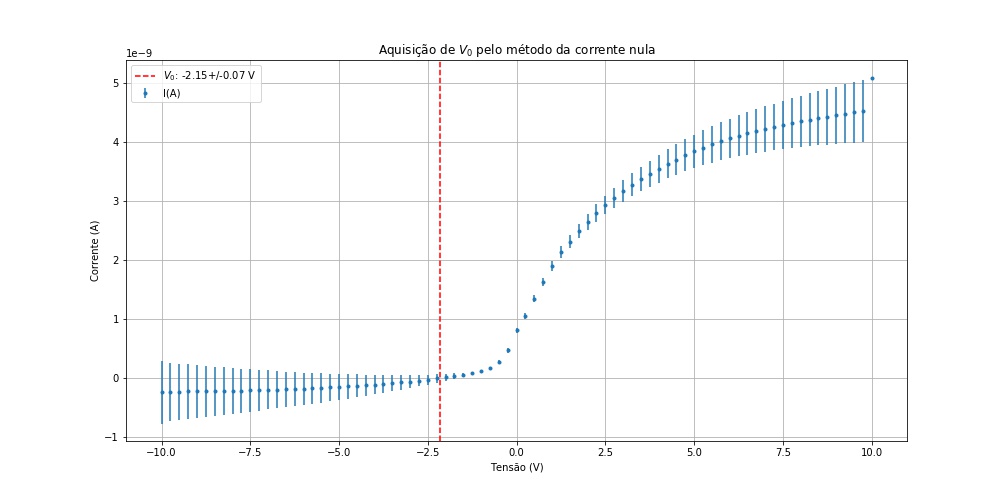 Aquisição de V₀ pelo método da corrente nula
1e−9
V₀: -2.15+/-0.07 V
I(A)
5
4
3
2
1
0
−1
Corrente (A)
−10.0 −7.5 −5.0 −2.5 0.0 2.5 5.0 7.5 10.0
Tensão (V)